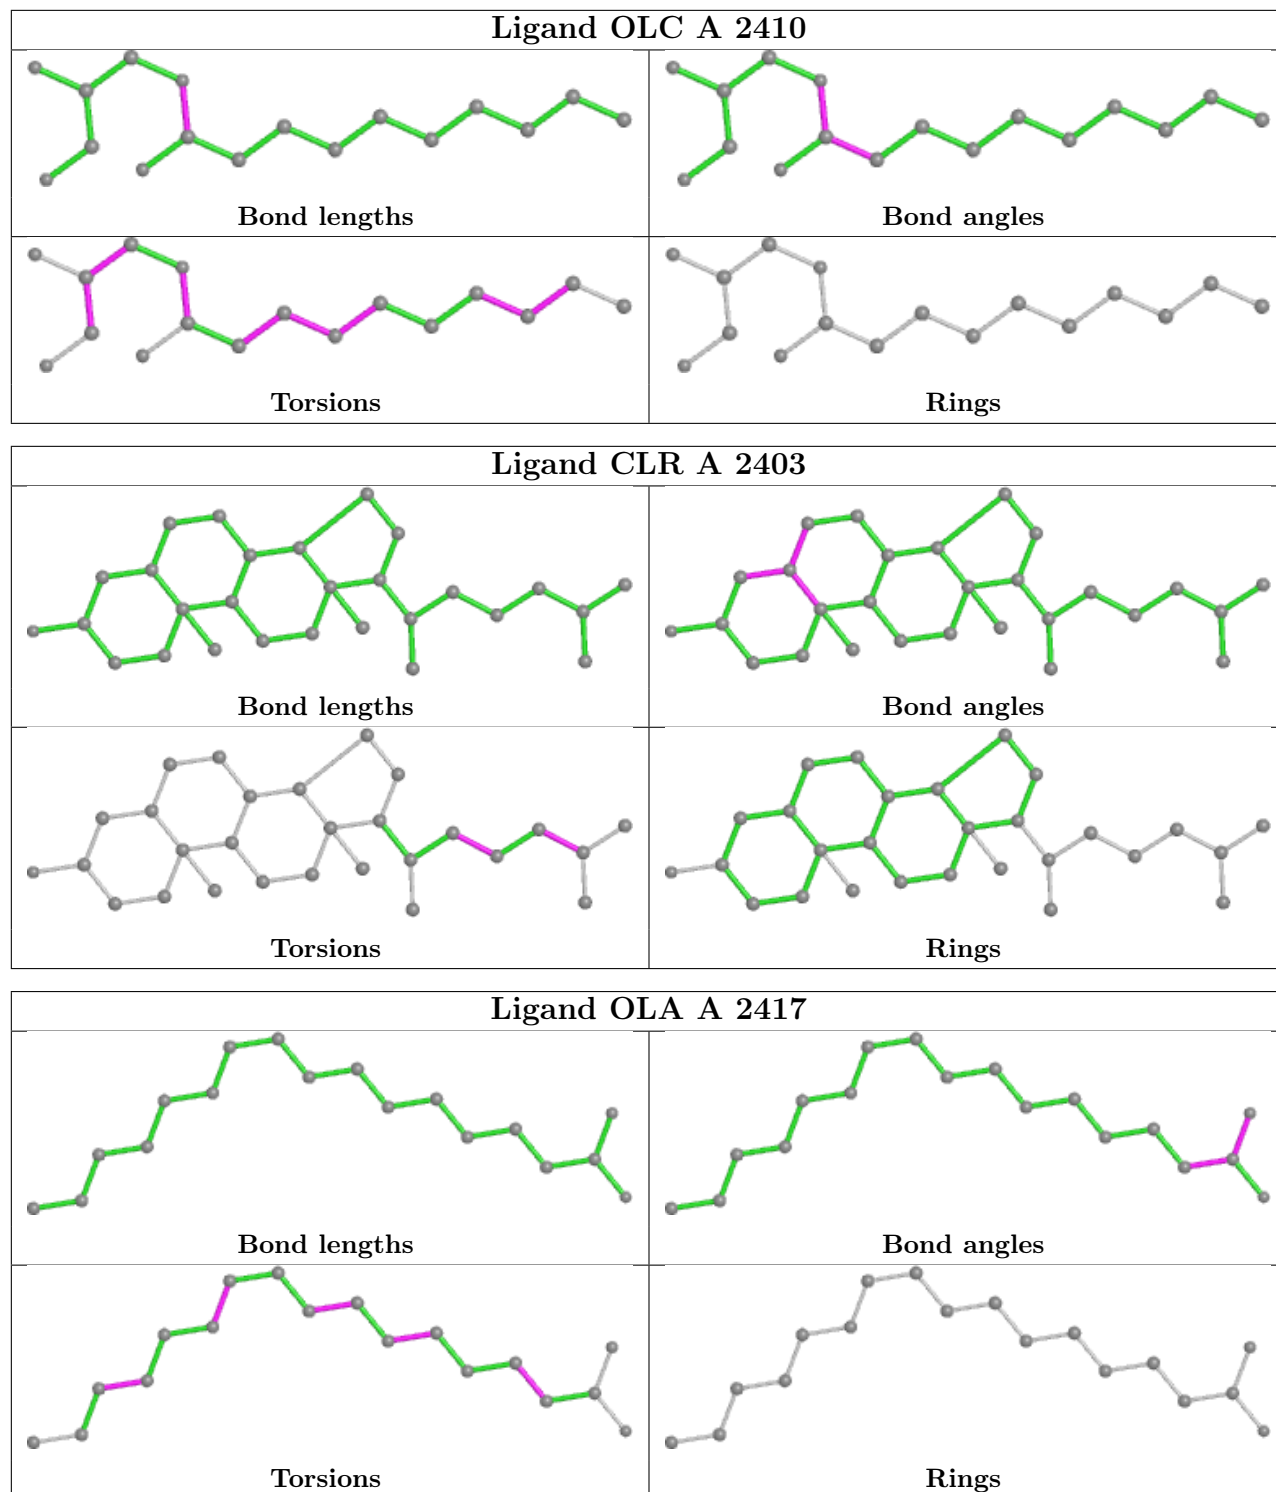 Ligand OLC A 2410
Bond lengths
Bond angles
Torsions
Rings
Ligand CLR A 2403
Bond lengths
Bond angles
Torsions
Rings
Ligand OLA A 2417
Bond lengths
Bond angles
Torsions
Rings